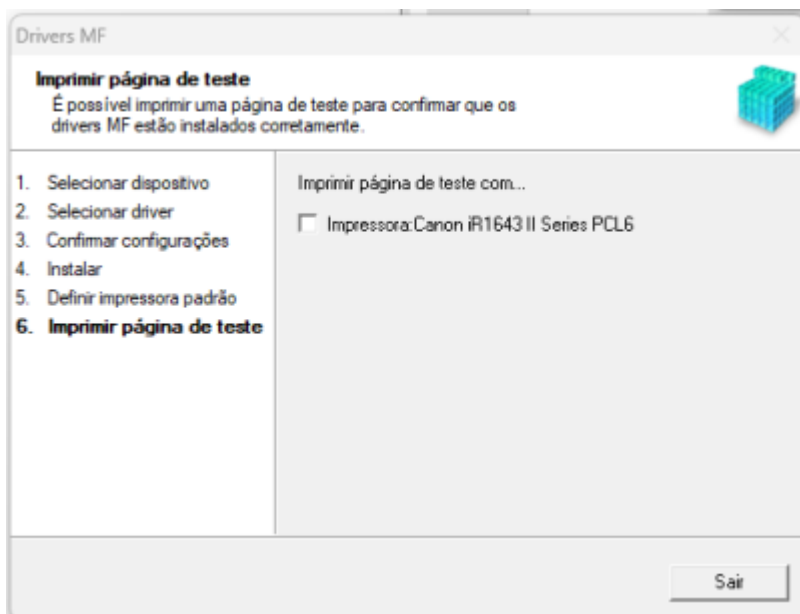 Drivers MF
Imprimir página de teste
É possível imprimir uma página de teste para confirmar que os
drivers MF estão instalados corretamente.
1. Selecionar dispositivo
2. Selecionar driver
3. Confirmar configurações
4. Instalar
5. Definir impressora padrão
6. Imprimir página de teste
Imprimir página de teste com...
Impressora:Canon iR1643 II Series PCL6
Sair